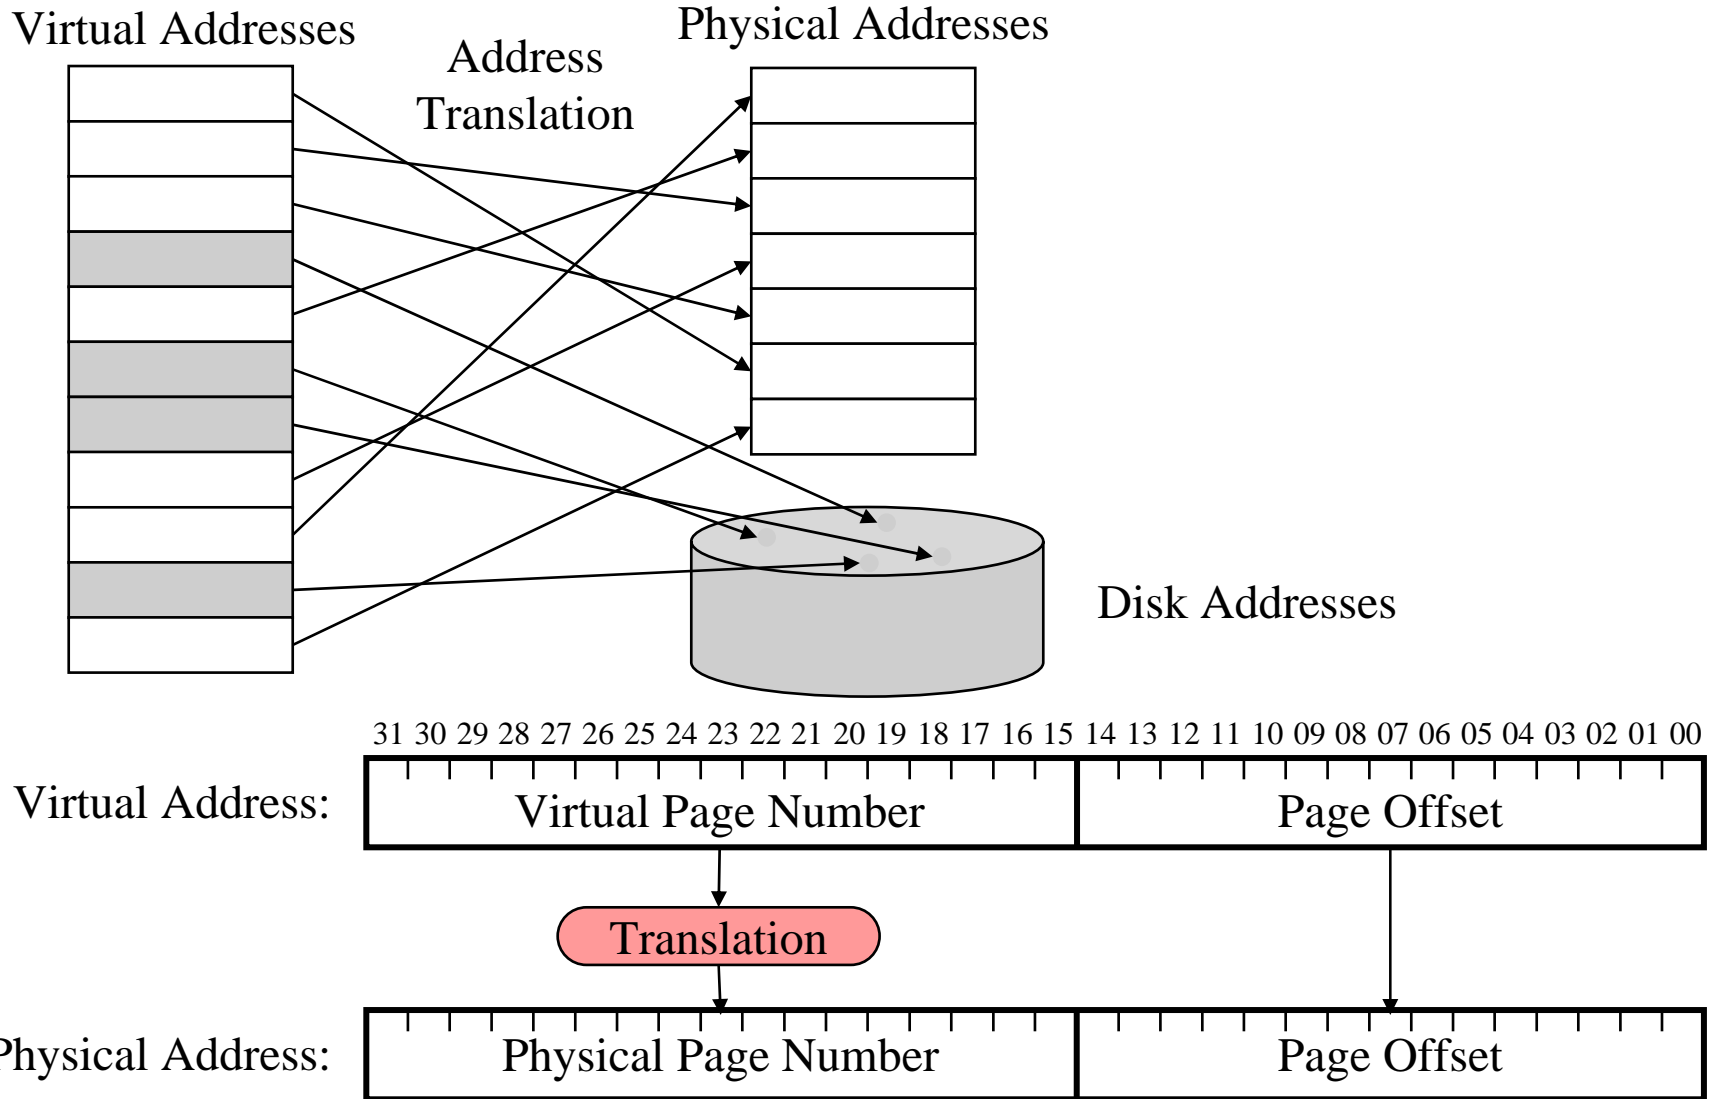 Virtual Addresses
Address
Translation
Physical Addresses
Disk Addresses
31 30 29 28 27 26 25 24 23 22 21 20 19 18 17 16 15 14 13 12 11 10 09 08 07 06 05 04 03 02 01 00
Virtual Address: Virtual Page Number Page Offset
Translation
Physical Address: Physical Page Number Page Offset